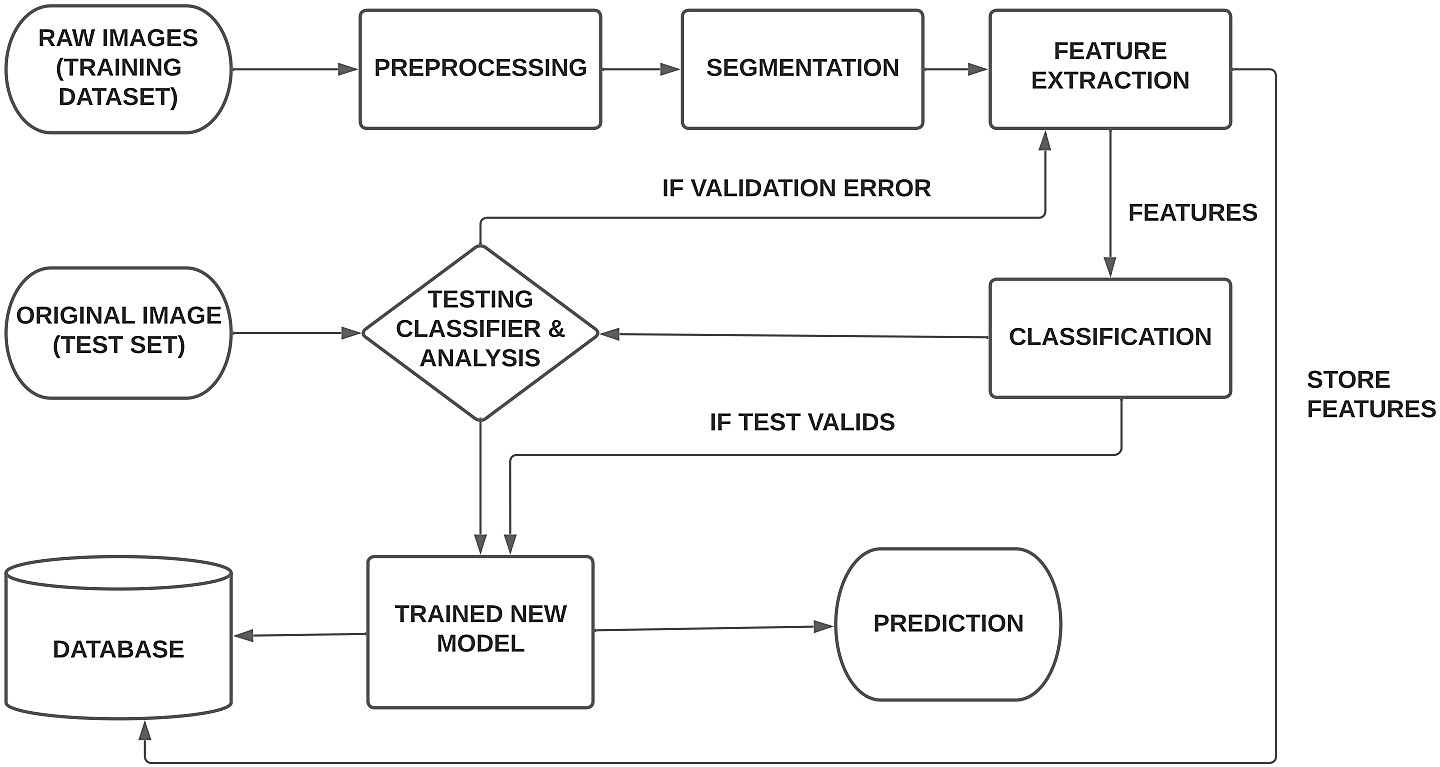 RAW IMAGES
(TRAINING
DATASET)
PREPROCESSING
SEGMENTATION
FEATURE
EXTRACTION
IF VALIDATION ERROR
FEATURES
ORIGINAL IMAGE
(TEST SET)
TESTING
CLASSIFIER &
ANALYSIS
CLASSIFICATION
STORE
FEATURES
IF TEST VALIDS
DATABASE
TRAINED NEW
MODEL
PREDICTION